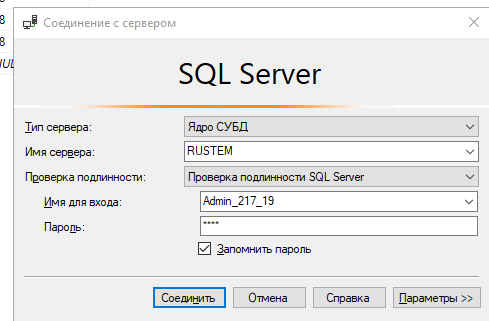 8
8
NUL
Соединение с сервером
SQL Server
Тип сервера: Ядро СУБД
Имя сервера: RUSTEM
Проверка подлинности: Проверка подлинности SQL Server
Имя для входа: Admin_217_19
Пароль: ****
Запомнить пароль
Соединить Отмена Справка Параметры >>